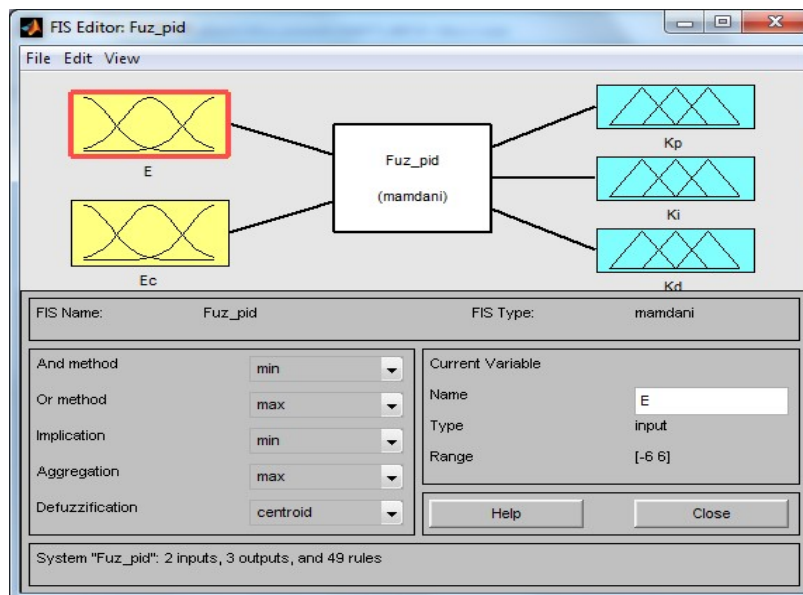 FIS Editor: Fuz_pid
File Edit View
E
Ec
Fuz_pid
(mamdani)
Kp
Ki
Kd
FIS Name: Fuz_pid FIS Type: mamdani
And method min
Or method max
Implication min
Aggregation max
Defuzzification centroid
Current Variable
Name E
Type input
Range [-6 6]
Help Close
System "Fuz_pid": 2 inputs, 3 outputs, and 49 rules